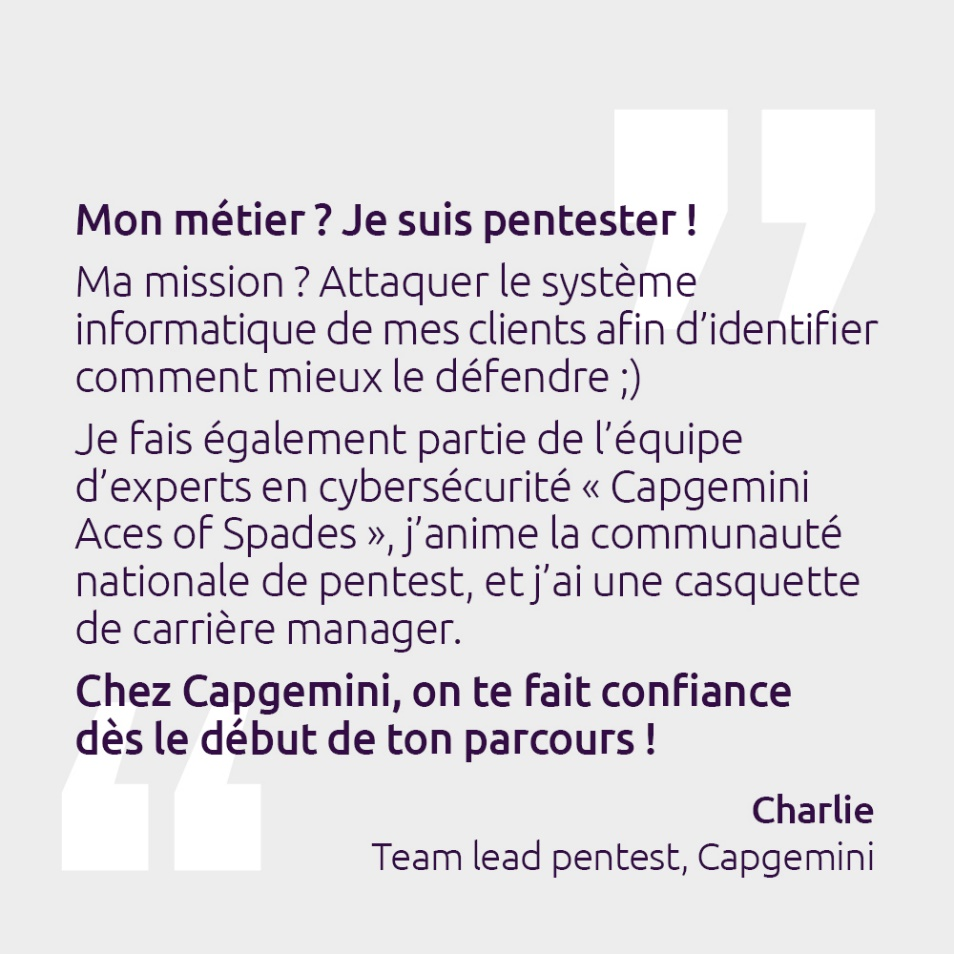 Mon métier ? Je suis pentester !
Ma mission ? Attaquer le système
informatique de mes clients afin d’identifier
comment mieux le défendre ;)
Je fais également partie de l’équipe
d’experts en cybersécurité « Capgemini
Aces of Spades », j’anime la communauté
nationale de pentest, et j’ai une casquette
de carrière manager.
Chez Capgemini, on te fait confiance
dès le début de ton parcours !
Charlie
Team lead pentest, Capgemini